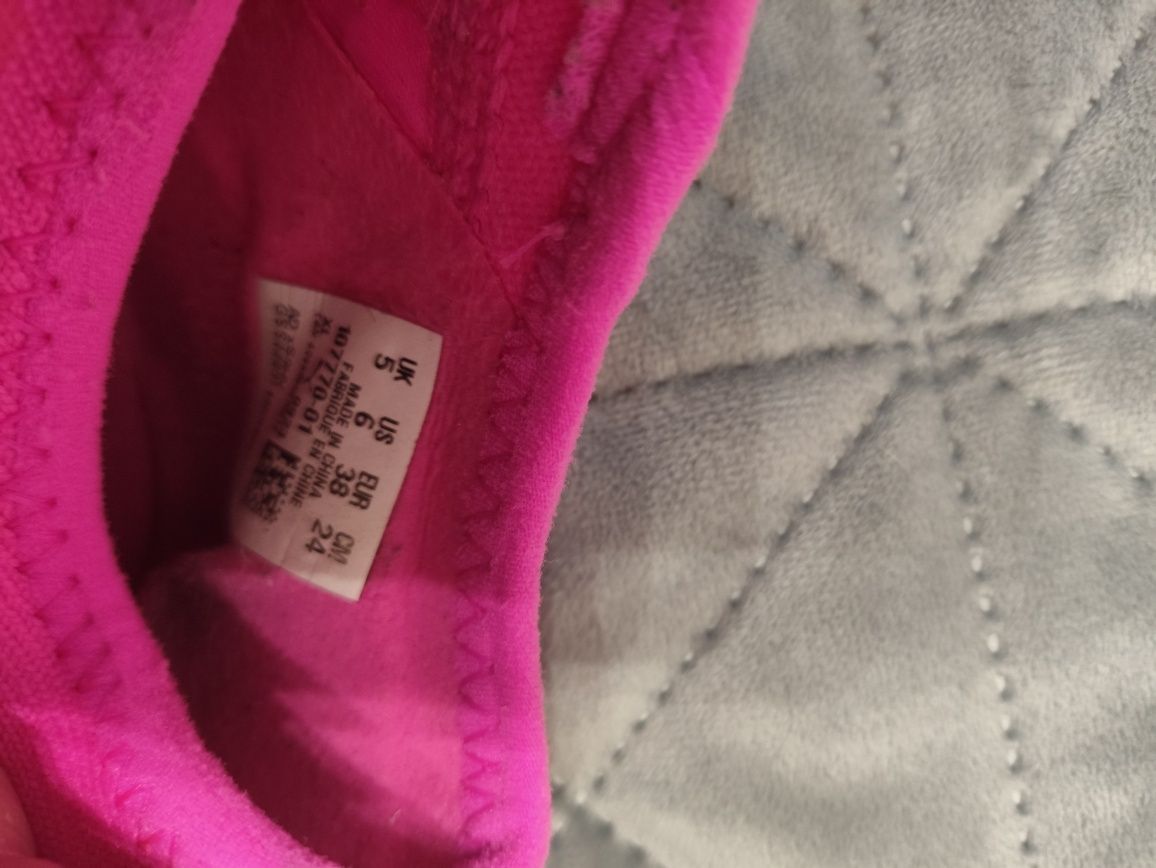 UK US EUR CM
5 6 38 24
MADE IN CHINA
FABRIQUE EN CHINE
107770-01